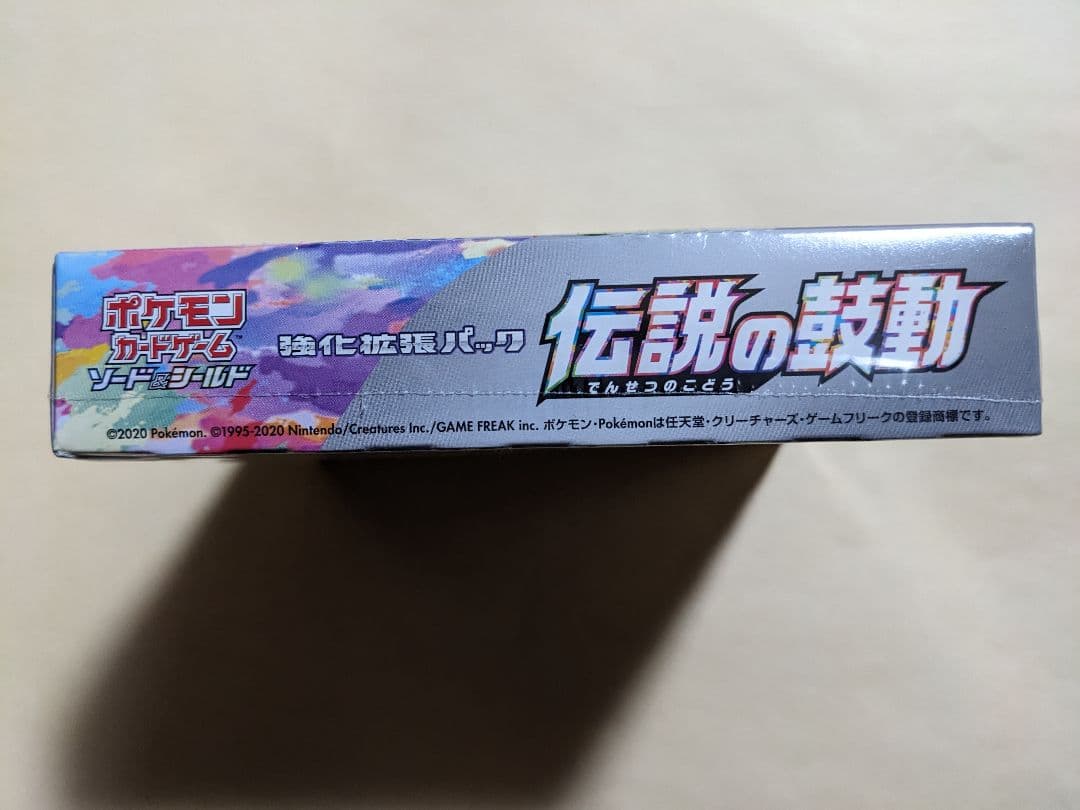 ポケモン
カードゲーム™
ソード&シールド
強化拡張パック
伝説の鼓動
でんせつのこどう
©2020 Pokémon. ©1995-2020 Nintendo/Creatures Inc./GAME FREAK inc. ポケモン・Pokémonは任天堂・クリーチャーズ・ゲームフリークの登録商標です。